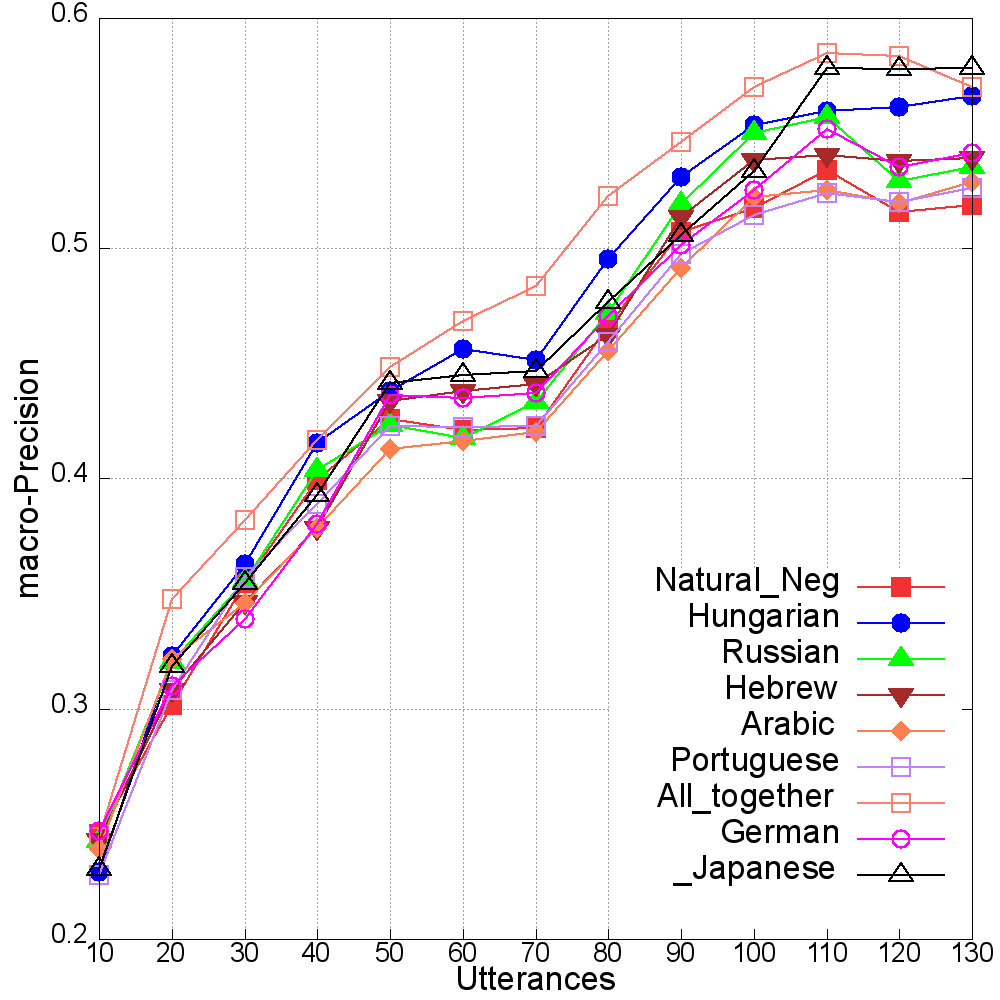 0.6
0.5
0.4
0.3
0.2
macro-Precision
Natural_Neg
Hungarian
Russian
Hebrew
Arabic
Portuguese
All_together
German
_Japanese
10 20 30 40 50 60 70 80 90 100 110 120 130
Utterances